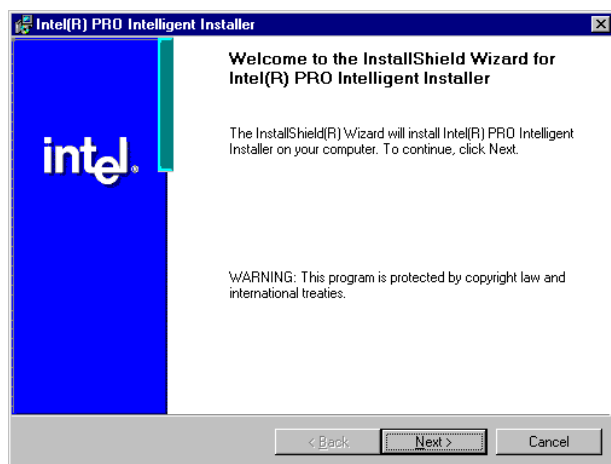 Intel(R) PRO Intelligent Installer
Welcome to the InstallShield Wizard for
Intel(R) PRO Intelligent Installer
The InstallShield(R) Wizard will install Intel(R) PRO Intelligent
Installer on your computer. To continue, click Next.
intel®
WARNING: This program is protected by copyright law and
international treaties.
< Back
Next >
Cancel